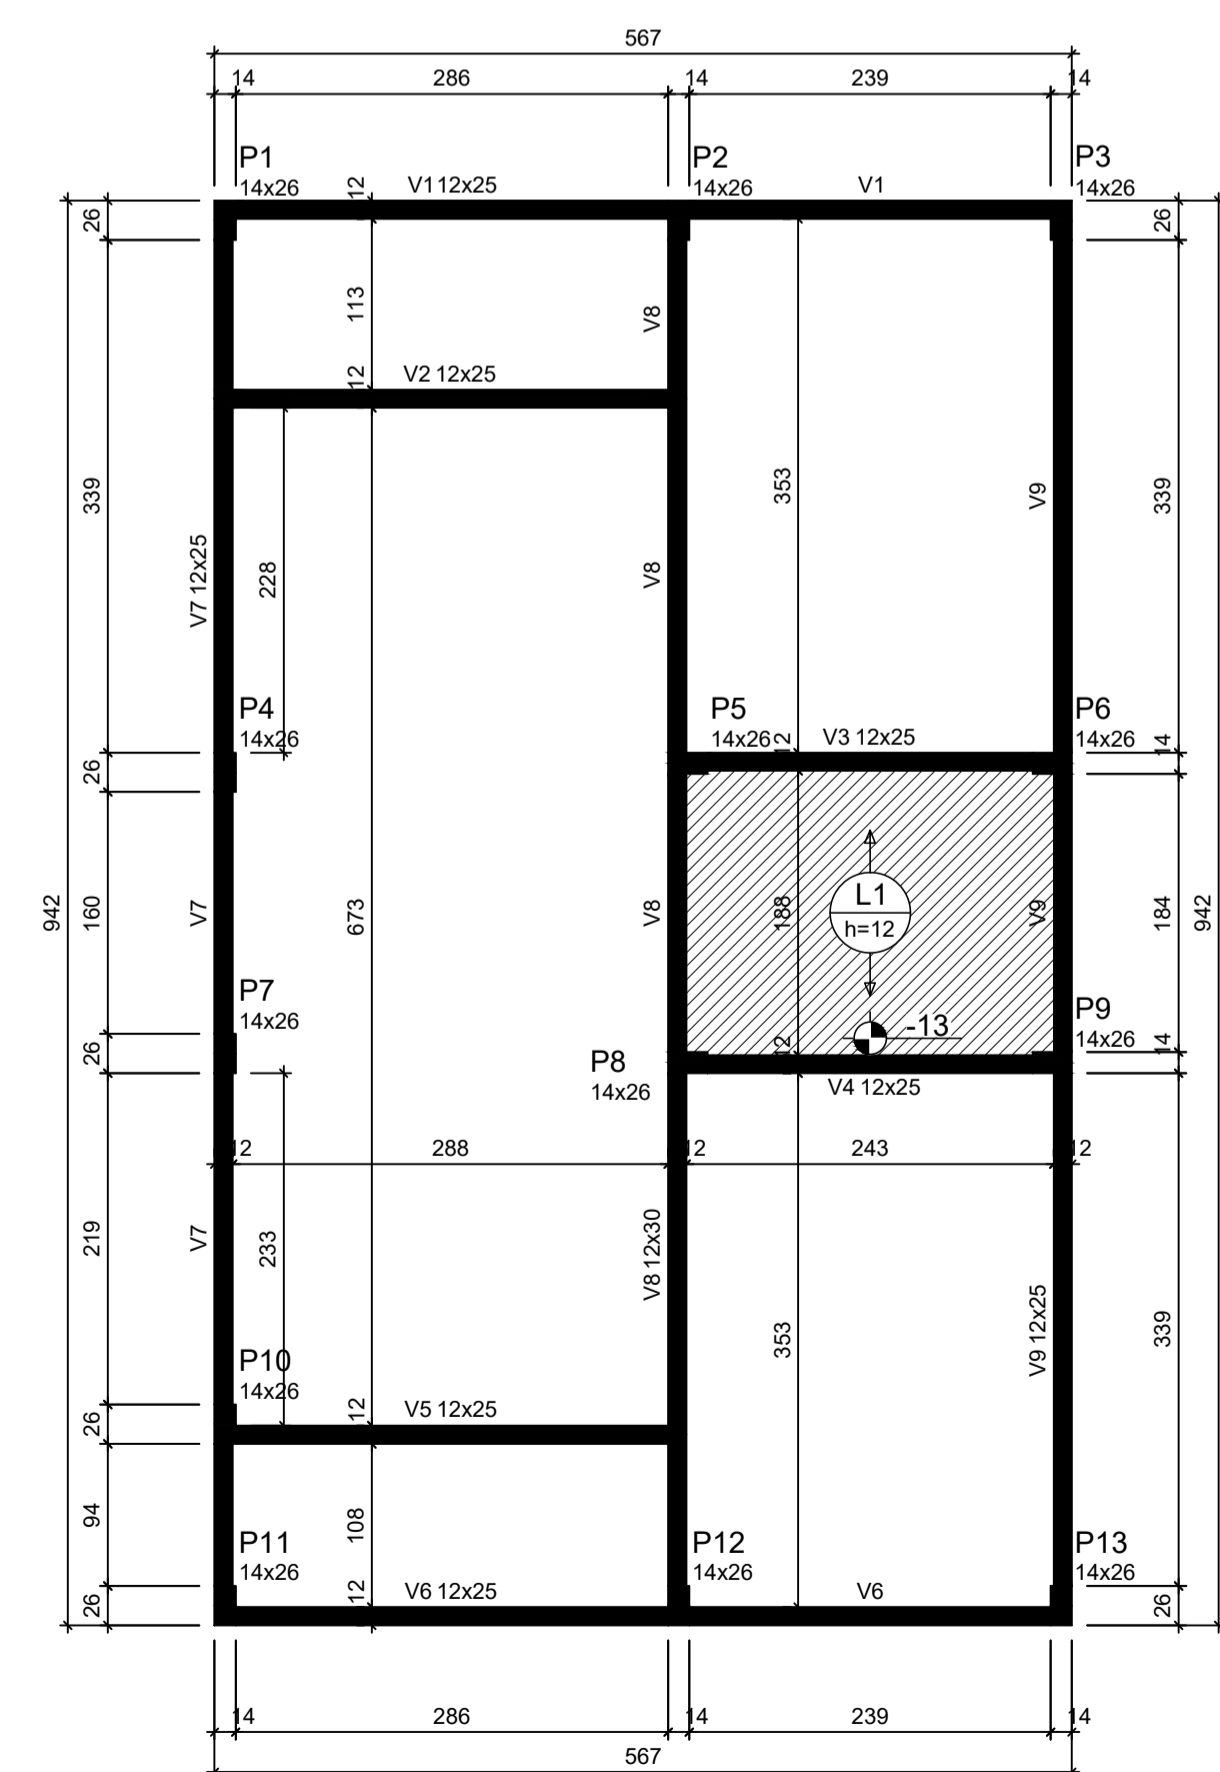 567
14 286 14 239 14
P1 P2 P3
14x26 V1 12x25 12 14x26 V1 14x26
26 26
113 V8
12 V2 12x25
339 353 V9 339
V7 12x25 228 V8
P4 P5 P6
14x26 14x26 12 V3 12x25 14x26 14
26
L1
h=12
942 160 V7 673 V8 188 V9 184 942
P7 P9
14x26 -13 14x26 14
26 P8 12
14x26 V4 12x25
12 288 12 243 12
219 V7 233 V8 12x30
353 V9 12x25 339
P10
14x26 12 V5 12x25
26
94 108
P11 P12 P13
14x26 14x26 14x26
26 12 V6 12x25 V6 26
14 286 14 239 14
567